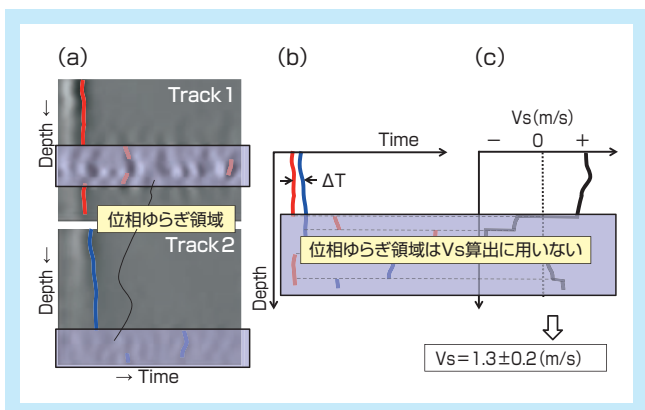 (a)
(b)
(c)
Track 1
Depth ←
位相ゆらぎ領域
Track 2
Depth ←
→ Time
Time
ΔT
Depth
Vs(m/s)
− 0 +
位相ゆらぎ領域はVs算出に用いない
Vs=1.3±0.2(m/s)